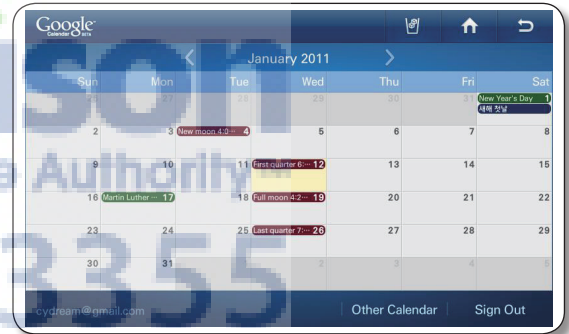 Google
Calendar BETA
January 2011
Sun Mon Tue Wed Thu Fri Sat
27 28 29 30 31 New Year's Day 1
새해 첫날
2 3 New moon 4:0··· 4 5 6 7 8
9 10 11 First quarter 6:··· 12 13 14 15
16 Martin Luther ··· 17 18 Full moon 4:2··· 19 20 21 22
23 24 25 Last quarter 7:··· 26 27 28 29
30 31 2 3 4 5
cydream@gmail.com Other Calendar Sign Out
son
Authority
3355